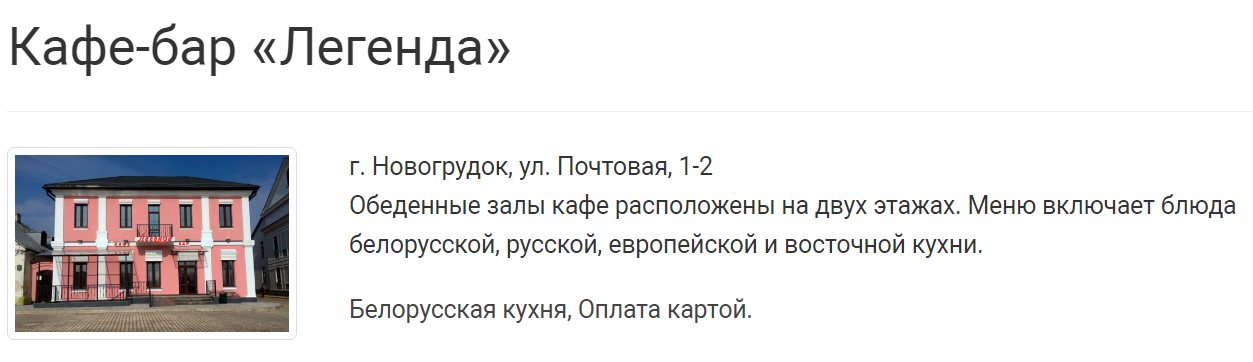 Кафе-бар «Легенда»
г. Новогрудок, ул. Почтовая, 1-2
Обеденные залы кафе расположены на двух этажах. Меню включает блюда
белорусской, русской, европейской и восточной кухни.
Белорусская кухня, Оплата картой.